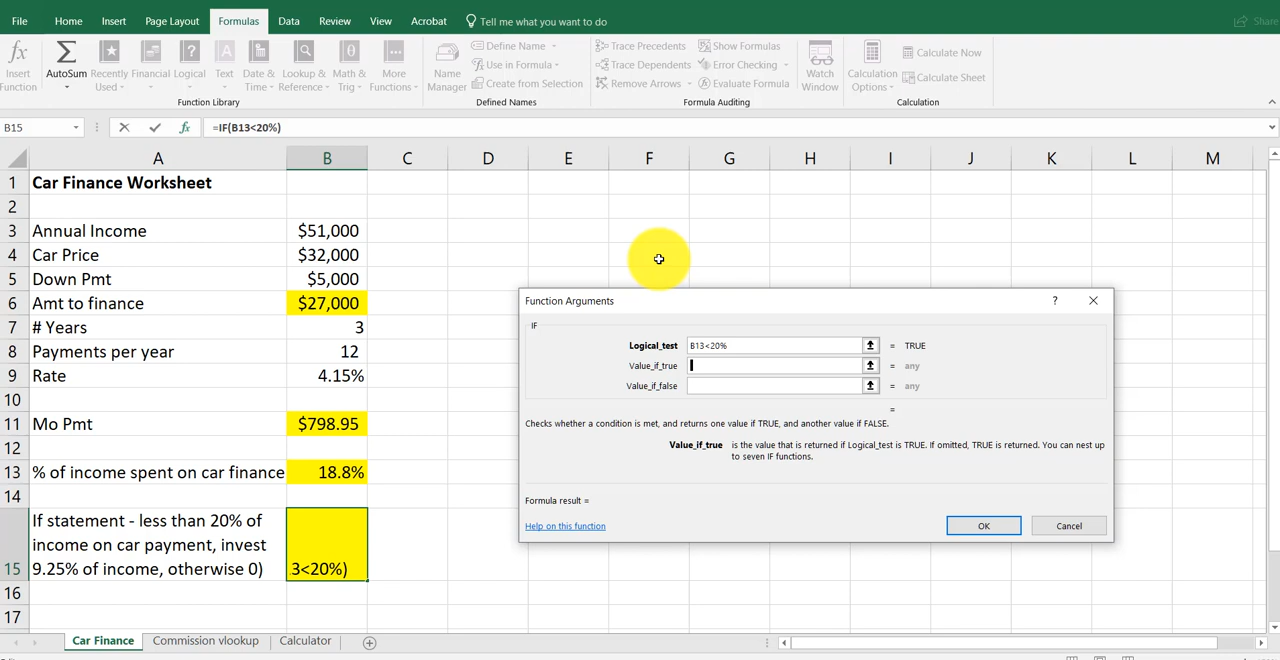 File Home Insert Page Layout Formulas Data Review View Acrobat Tell me what you want to do Share
fx Σ ? A θ ...
Insert Function AutoSum Recently Used Financial Logical Text Date & Time Lookup & Reference Math & Trig More Functions Name Manager Define Name Use in Formula Create from Selection Trace Precedents Trace Dependents Remove Arrows Show Formulas Error Checking Evaluate Formula Watch Window Calculation Options Calculate Now Calculate Sheet
Function Library Defined Names Formula Auditing Calculation
B15 fx =IF(B13<20%)
A B C D E F G H I J K L M
1 Car Finance Worksheet
2
3 Annual Income $51,000
4 Car Price $32,000
5 Down Pmt $5,000
6 Amt to finance $27,000
7 # Years 3
8 Payments per year 12
9 Rate 4.15%
10
11 Mo Pmt $798.95
12
13 % of income spent on car finance 18.8%
14
If statement - less than 20% of
income on car payment, invest
15 9.25% of income, otherwise 0) 3<20%)
16
17
Function Arguments ?
IF
Logical_test B13<20% = TRUE
Value_if_true = any
Value_if_false = any
=
Checks whether a condition is met, and returns one value if TRUE, and another value if FALSE.
Value_if_true is the value that is returned if Logical_test is TRUE. If omitted, TRUE is returned. You can nest up
to seven IF functions.
Formula result =
Help on this function OK Cancel
Car Finance Commission vlookup Calculator